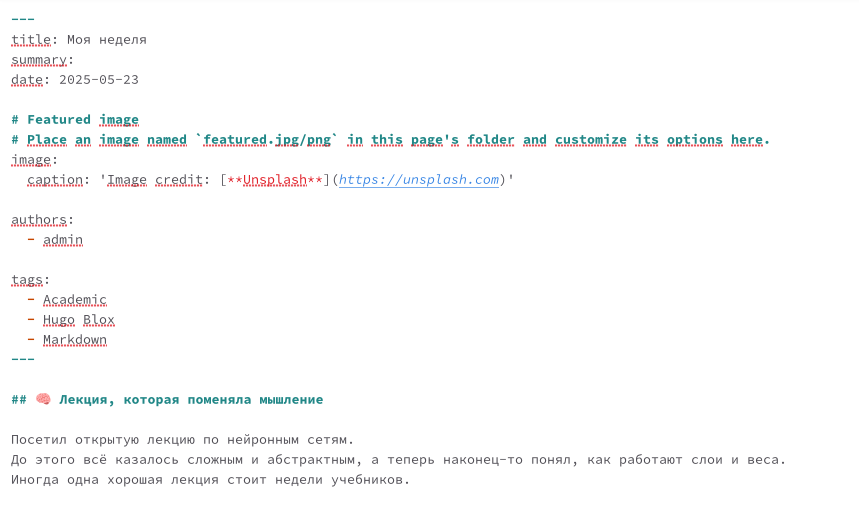 ---
title: Моя неделя
summary:
date: 2025-05-23
# Featured image
# Place an image named `featured.jpg/png` in this page's folder and customize its options here.
image:
caption: 'Image credit: [**Unsplash**](https://unsplash.com)'
authors:
- admin
tags:
- Academic
- Hugo Blox
- Markdown
---
## 🧠 Лекция, которая поменяла мышление
Посетил открытую лекцию по нейронным сетям.
До этого всё казалось сложным и абстрактным, а теперь наконец-то понял, как работают слои и веса.
Иногда одна хорошая лекция стоит недели учебников.